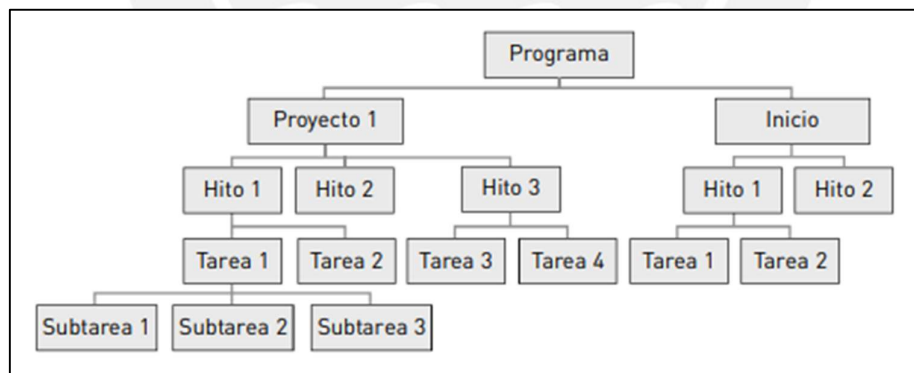 Programa
Proyecto 1
Inicio
Hito 1
Hito 2
Hito 3
Hito 1
Hito 2
Tarea 1
Tarea 2
Tarea 3
Tarea 4
Tarea 1
Tarea 2
Subtarea 1
Subtarea 2
Subtarea 3